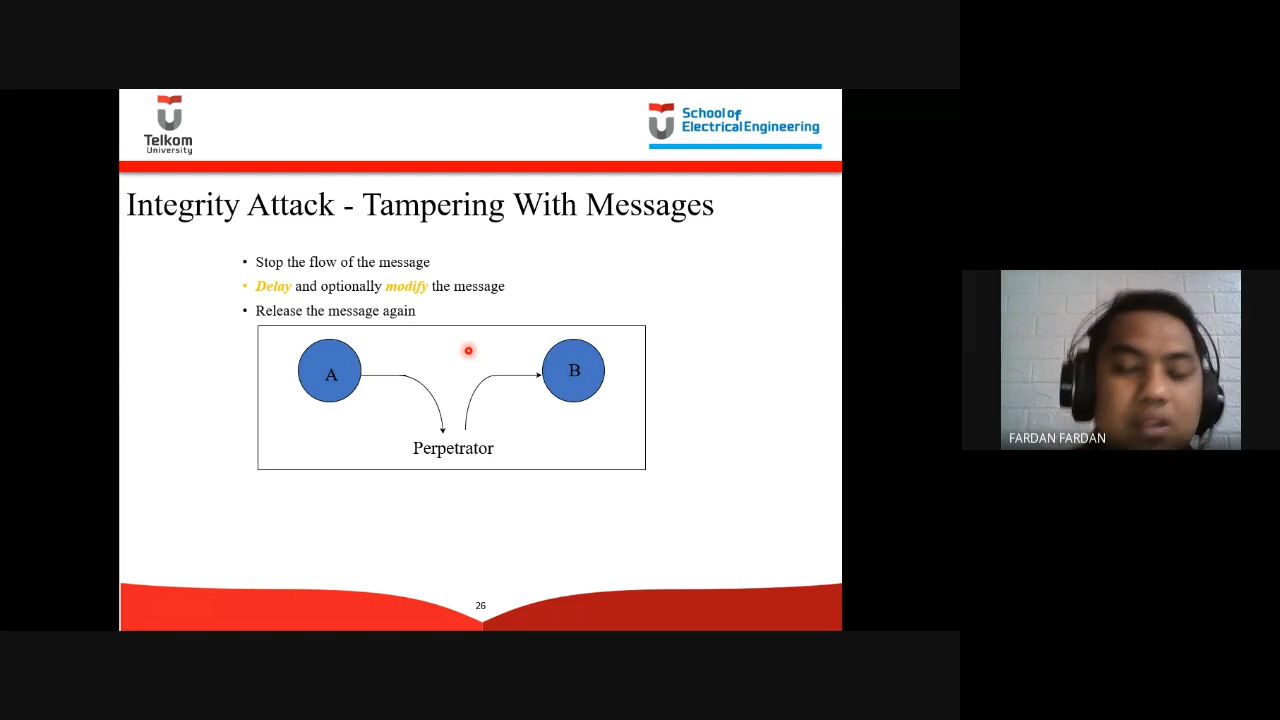 Telkom
University
School of
Electrical Engineering
Integrity Attack - Tampering With Messages
• Stop the flow of the message
• Delay and optionally modify the message
• Release the message again
A
B
Perpetrator
26
FARDAN FARDAN